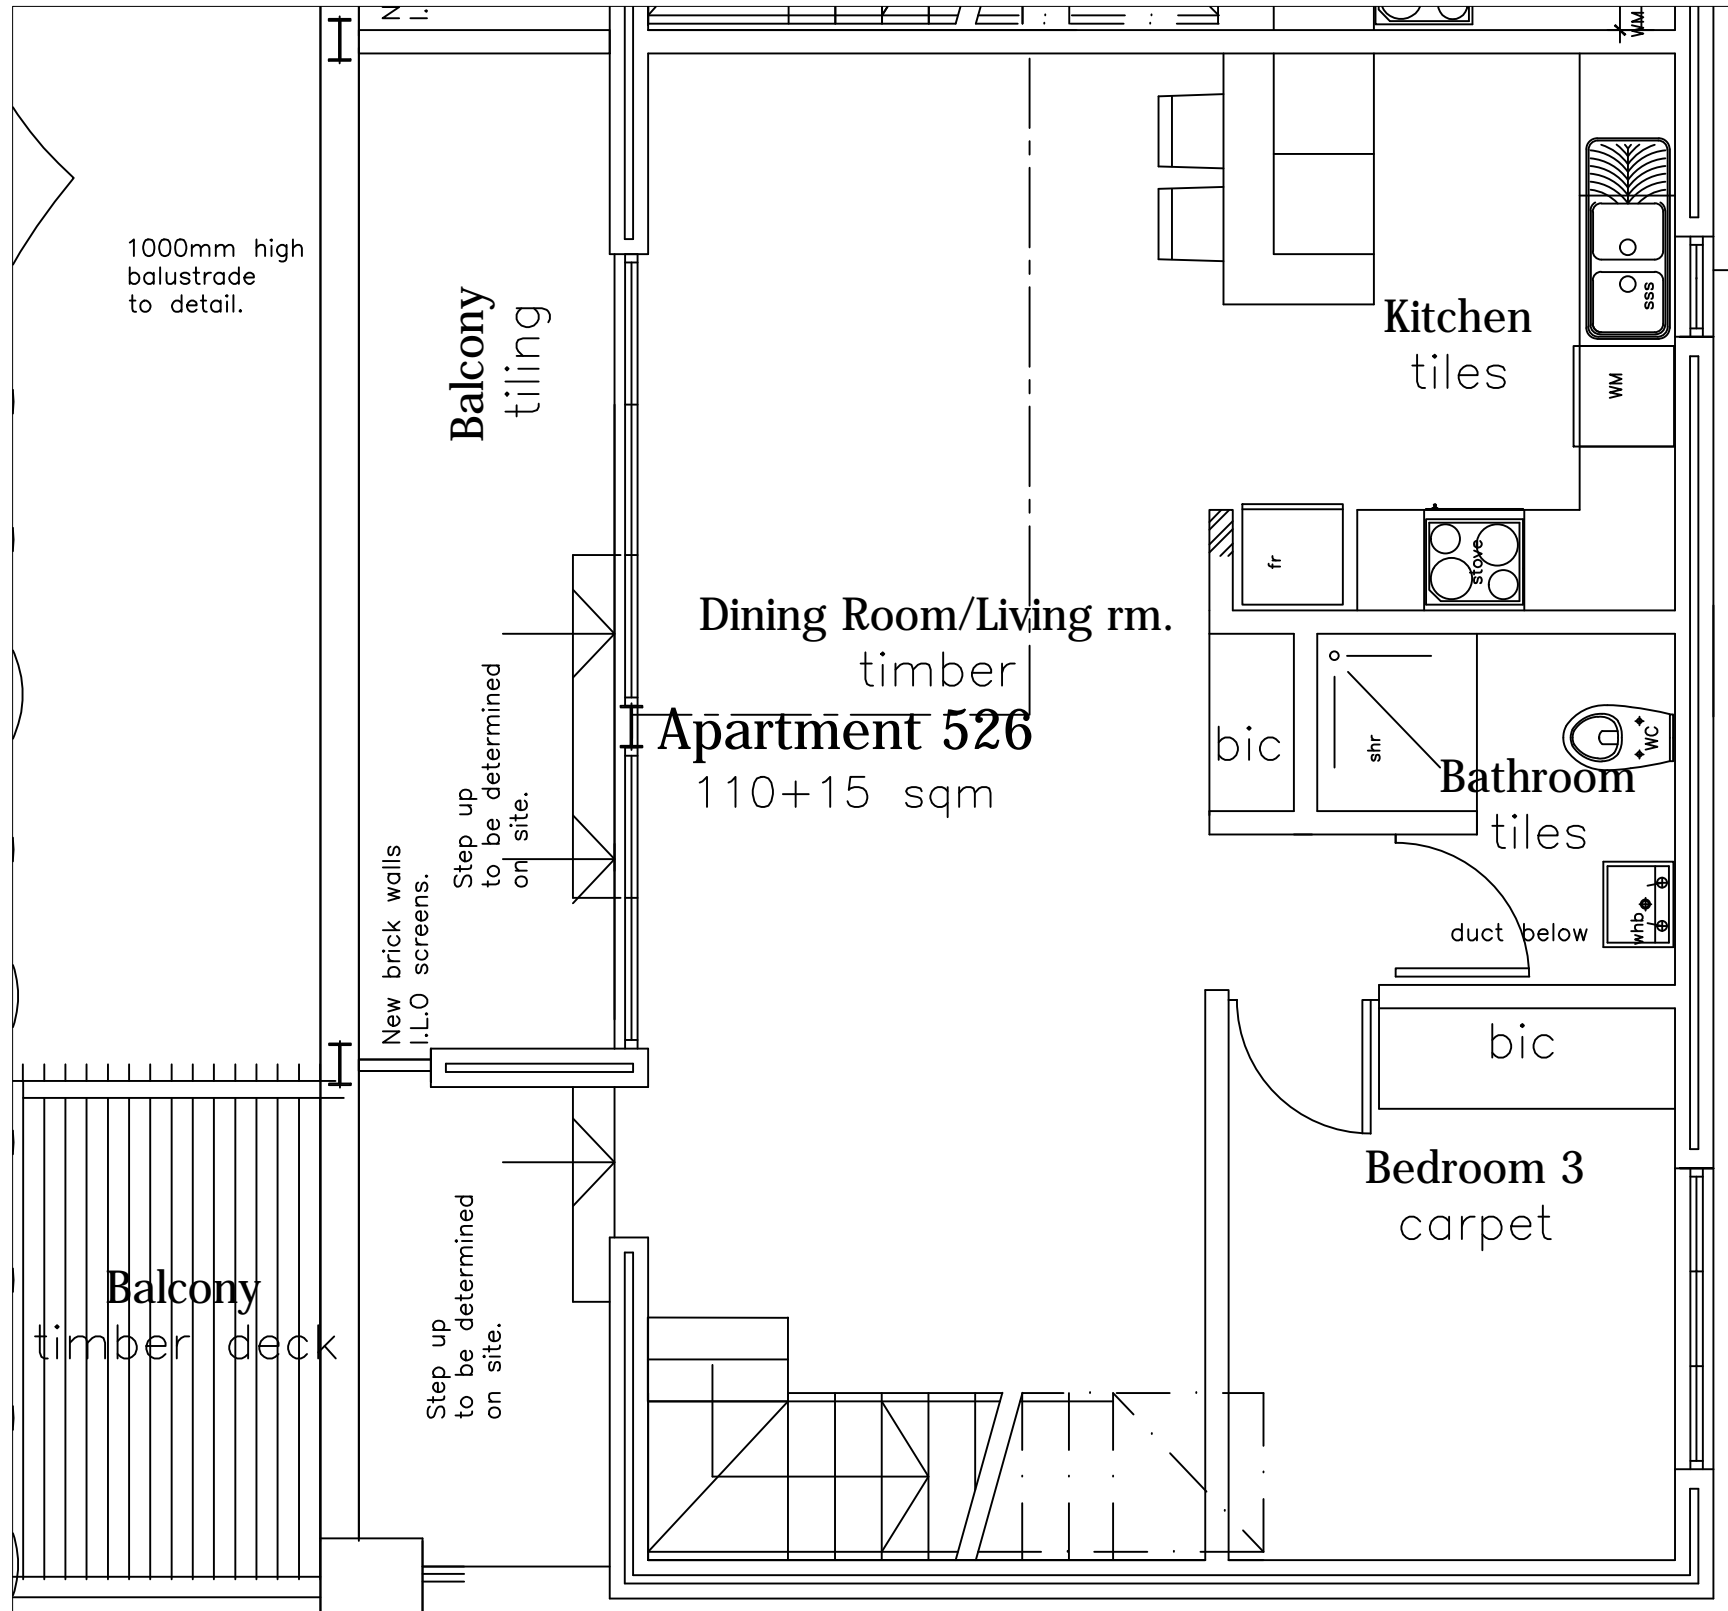 WM
1000mm high
balustrade
to detail.
Balcony
tiling
Kitchen
tiles
sss
WM
fr
stove
Dining Room/Living rm.
timber
Apartment 526
110+15 sqm
bic
shr
WC
Bathroom
tiles
whb
duct below
Step up
to be determined
on site.
New brick walls
I.L.O screens.
bic
Bedroom 3
carpet
Balcony
timber deck
Step up
to be determined
on site.